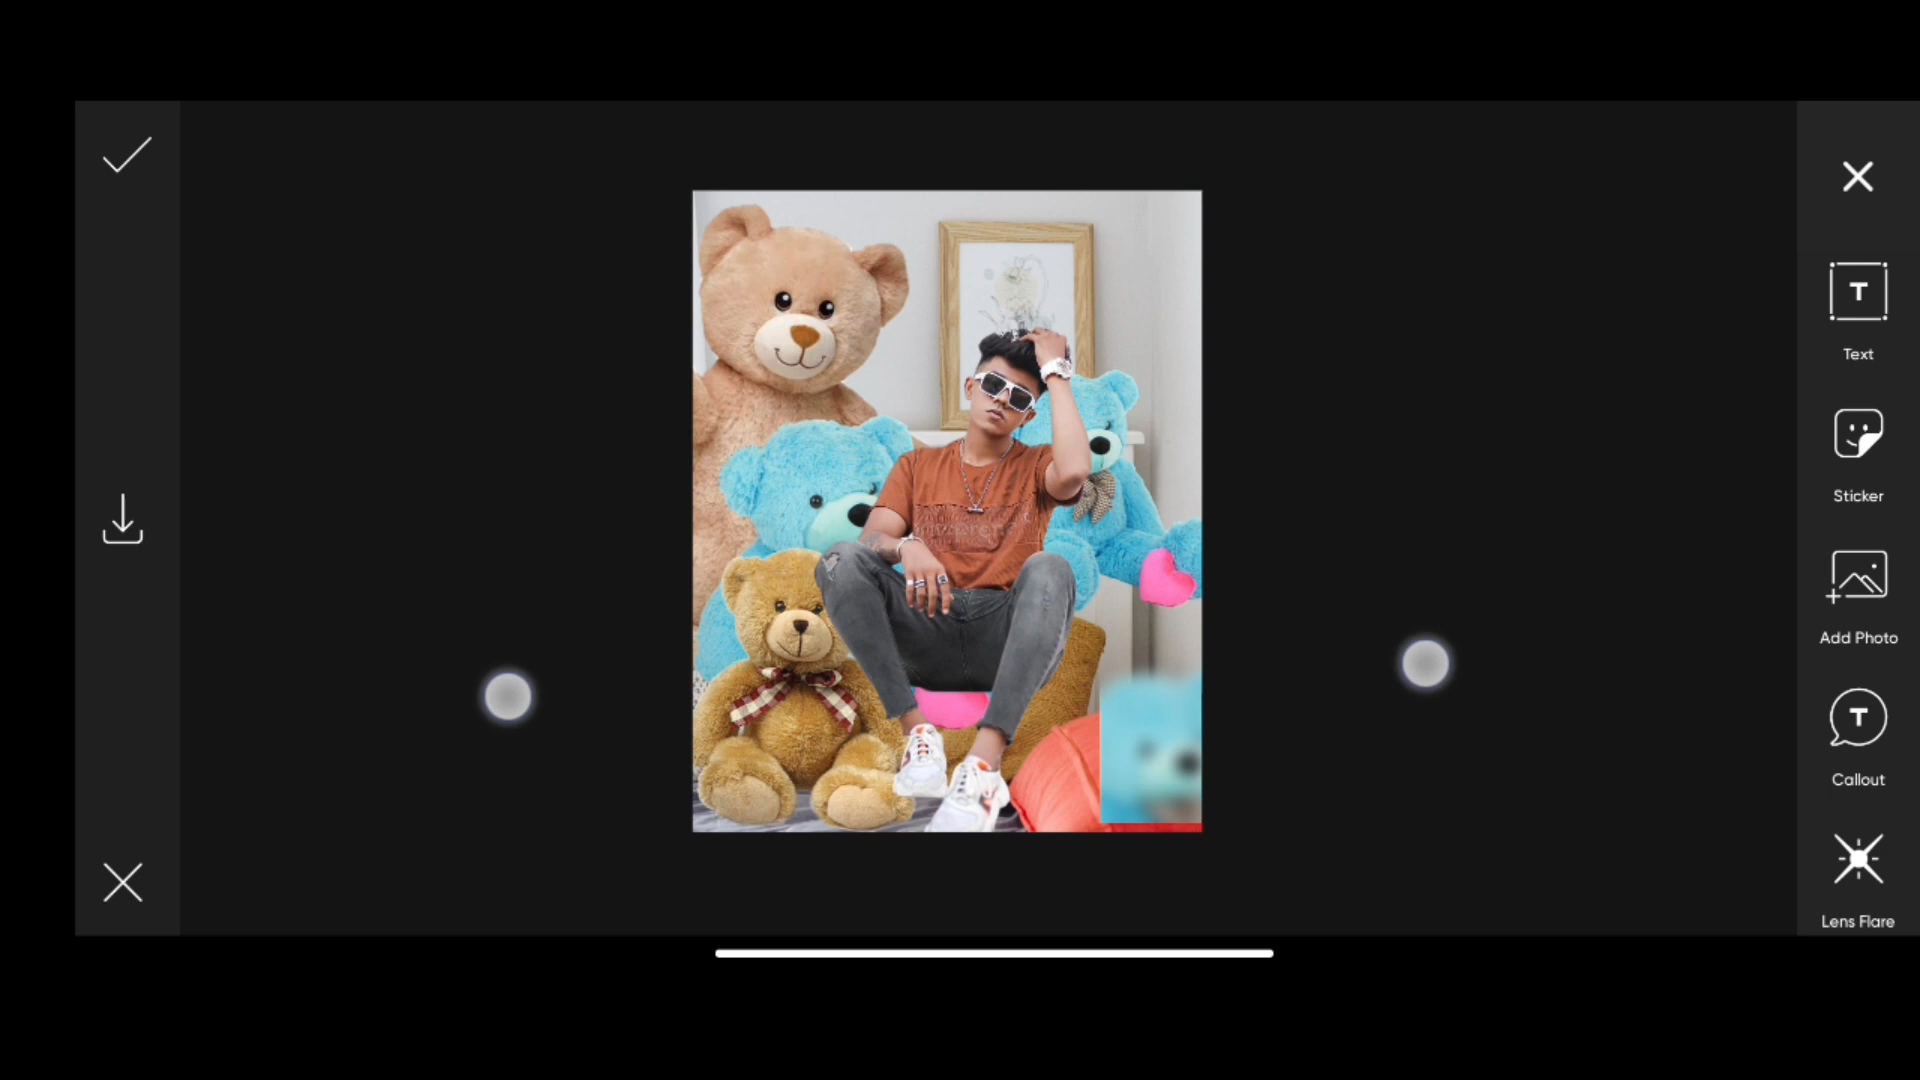 Text
Sticker
Add Photo
Callout
Lens Flare